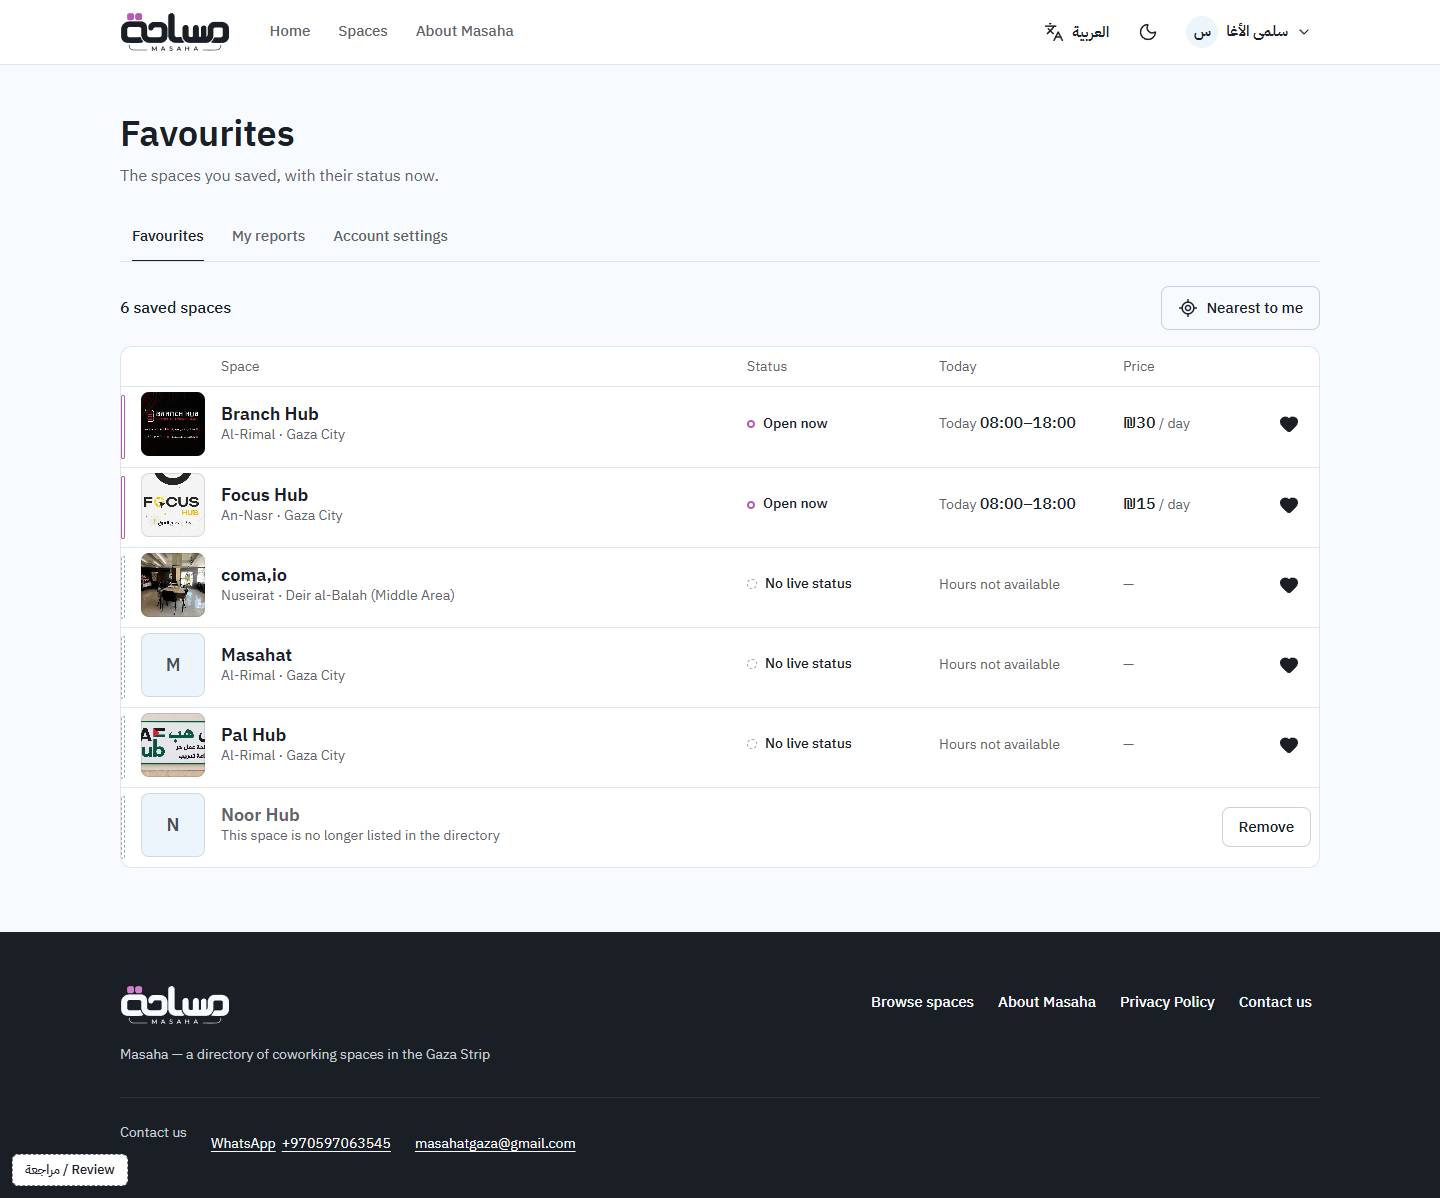 مساحة
MASAHA
Home
Spaces
About Masaha
العربية
س
سلمى الأغا
Favourites
The spaces you saved, with their status now.
Favourites
My reports
Account settings
6 saved spaces
Nearest to me
Space
Status
Today
Price
BRANCH HUB
Branch Hub
Al-Rimal · Gaza City
Open now
Today 08:00–18:00
₪30 / day
FOCUS
HUB
Focus Hub
An-Nasr · Gaza City
Open now
Today 08:00–18:00
₪15 / day
coma,io
Nuseirat · Deir al-Balah (Middle Area)
No live status
Hours not available
—
M
Masahat
Al-Rimal · Gaza City
No live status
Hours not available
—
هب
ub
Pal Hub
Al-Rimal · Gaza City
No live status
Hours not available
—
N
Noor Hub
This space is no longer listed in the directory
Remove
مساحة
MASAHA
Browse spaces
About Masaha
Privacy Policy
Contact us
Masaha — a directory of coworking spaces in the Gaza Strip
Contact us
WhatsApp +970597063545
masahatgaza@gmail.com
مراجعة / Review